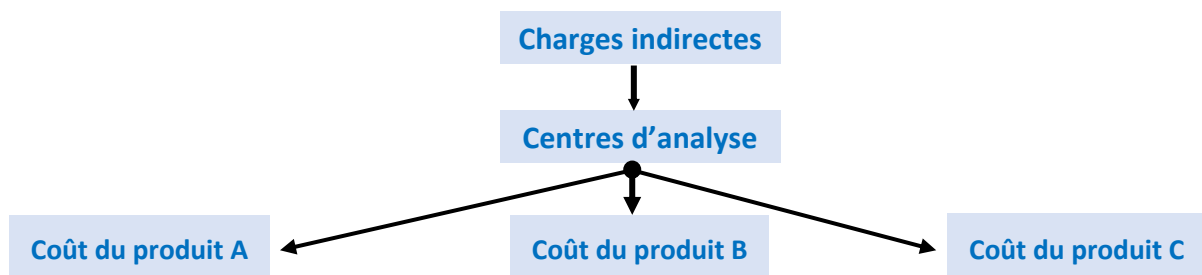 Charges indirectes
Centres d’analyse
Coût du produit A
Coût du produit B
Coût du produit C